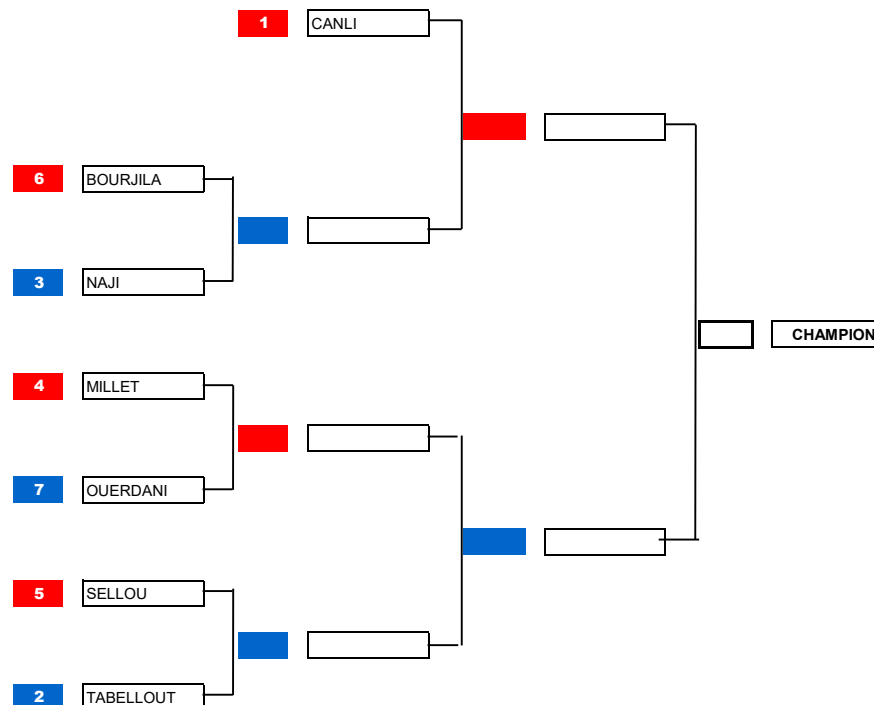 1 CANLI
6 BOURJILA
3 NAJI
CHAMPION
4 MILLET
7 OUERDANI
5 SELLOU
2 TABELLOUT